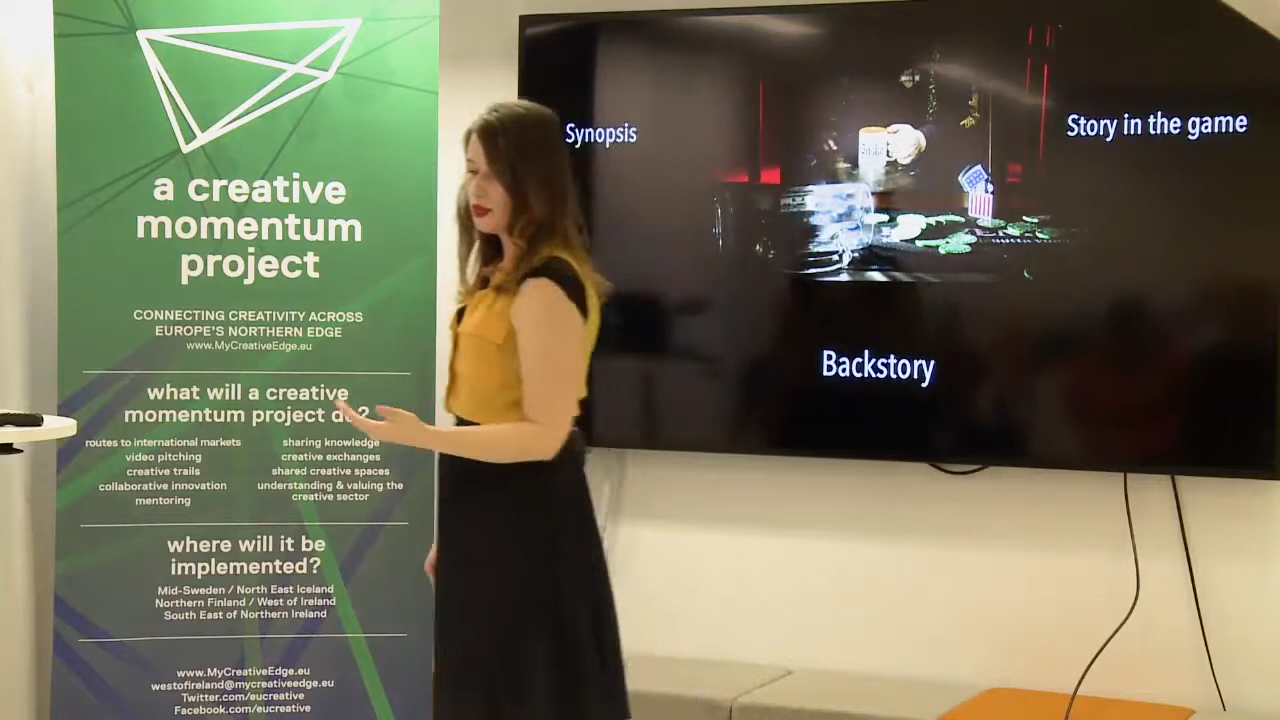 a creative
momentum
project
CONNECTING CREATIVITY ACROSS
EUROPE'S NORTHERN EDGE
www.MyCreativeEdge.eu
what will a creative
momentum project do?
routes to international markets
video pitching
creative trails
collaborative innovation
mentoring
sharing knowledge
creative exchanges
shared creative spaces
understanding & valuing the
creative sector
where will it be
implemented?
Mid-Sweden / North East Iceland
Northern Finland / West of Ireland
South East of Northern Ireland
www.MyCreativeEdge.eu
westofireland@mycreativeedge.eu
Twitter.com/eucreative
Facebook.com/eucreative
Synopsis
Story in the game
Backstory